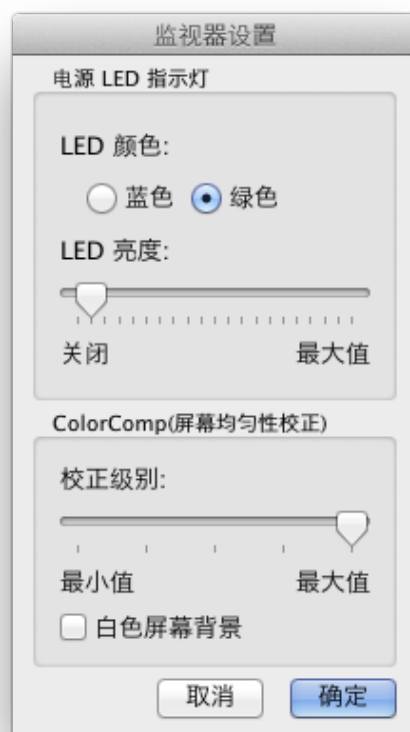 监视器设置
电源 LED 指示灯
LED 颜色:
蓝色 绿色
LED 亮度:
关闭 最大值
ColorComp(屏幕均匀性校正)
校正级别:
最小值 最大值
白色屏幕背景
取消 确定